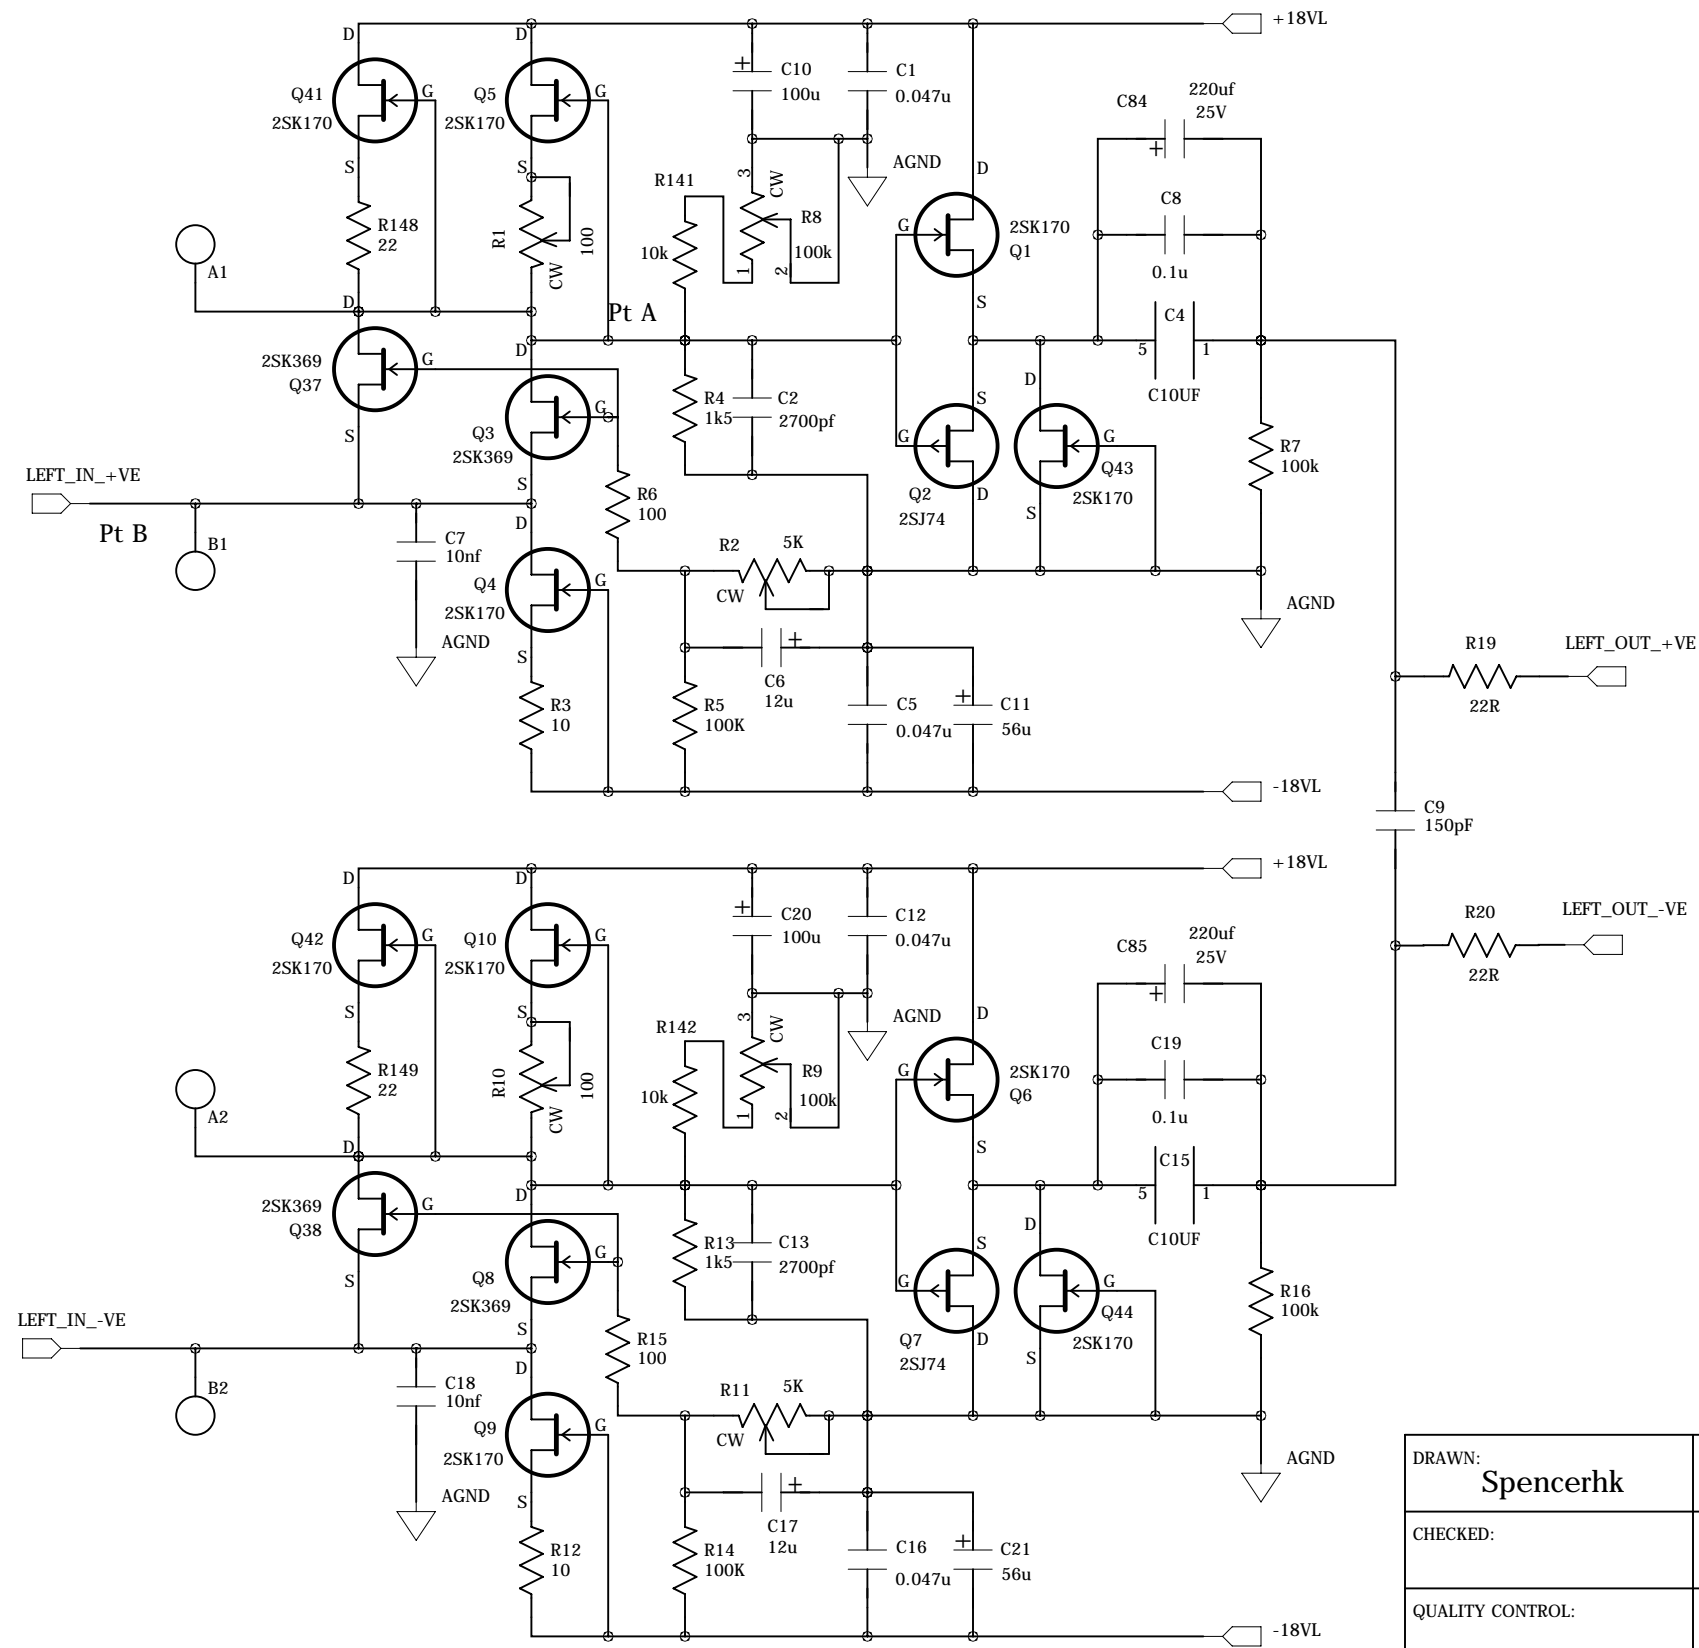 +18VL
D
D
Q41
2SK170
G
Q5
2SK170
G
+
C10
100u
C1
0.047u
C84
220uf
25V
+
S
S
R141
3
CW
AGND
D
C8
0.1u
R148
22
R1
100
CW
10k
R8
100k
1
2
G
2SK170
Q1
A1
D
Pt A
S
C4
5
1
C10UF
2SK369
Q37
G
D
G
Q3
2SK369
R4
1k5
C2
2700pf
S
G
D
D
G
Q43
2SK170
S
Q2
2SJ74
R7
100k
S
S
LEFT_IN_+VE
Pt B
B1
D
R6
100
C7
10nf
Q4
2SK170
G
AGND
R2
5K
CW
AGND
S
+
C6
12u
R3
10
R5
100K
C5
0.047u
+
C11
56u
R19
22R
LEFT_OUT_+VE
-18VL
C9
150pF
+18VL
D
D
Q42
2SK170
G
Q10
2SK170
G
+
C20
100u
C12
0.047u
C85
220uf
25V
+
R20
22R
LEFT_OUT_-VE
S
S
R142
3
CW
AGND
D
C19
0.1u
R149
22
R10
100
CW
10k
R9
100k
1
2
G
2SK170
Q6
A2
D
S
C15
5
1
C10UF
2SK369
Q38
G
D
G
Q8
2SK369
R13
1k5
C13
2700pf
S
G
D
D
G
Q44
2SK170
S
Q7
2SJ74
R16
100k
S
S
LEFT_IN_-VE
B2
D
R15
100
C18
10nf
Q9
2SK170
G
AGND
R11
5K
CW
AGND
S
+
C17
12u
R12
10
R14
100K
C16
0.047u
+
C21
56u
-18VL
DRAWN:
Spencerhk
CHECKED:
QUALITY CONTROL: